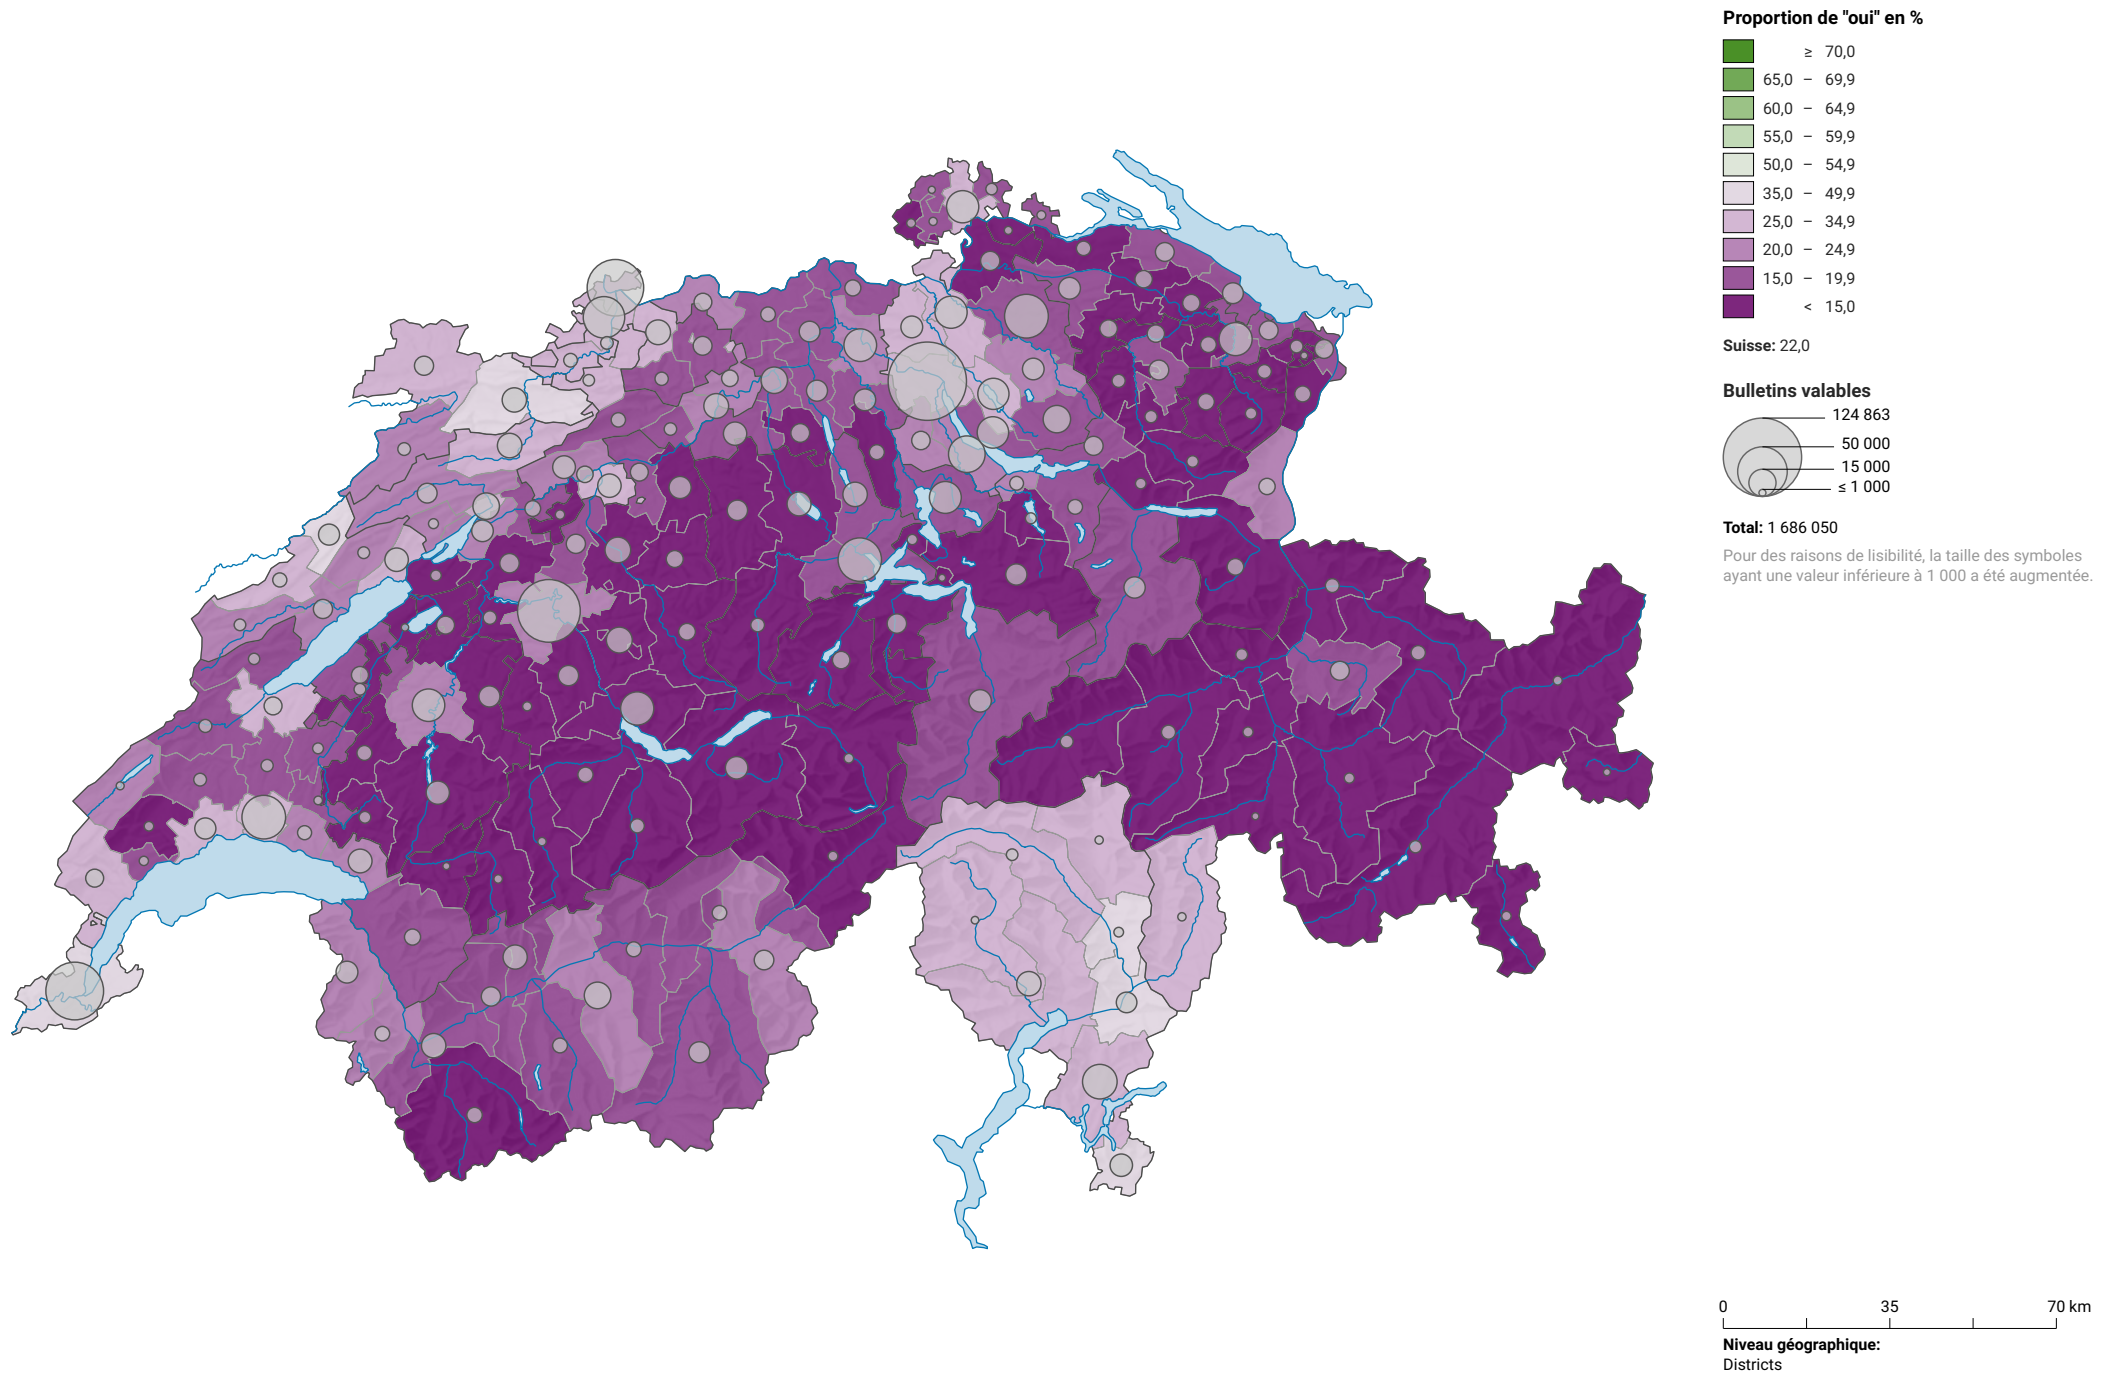 Proportion de "oui" en %
≥ 70,0
65,0 – 69,9
60,0 – 64,9
55,0 – 59,9
50,0 – 54,9
35,0 – 49,9
25,0 – 34,9
20,0 – 24,9
15,0 – 19,9
< 15,0
Suisse: 22,0
Bulletins valables
124 863
50 000
15 000
≤ 1 000
Total: 1 686 050
Pour des raisons de lisibilité, la taille des symboles
ayant une valeur inférieure à 1 000 a été augmentée.
0 35 70 km
Niveau géographique:
Districts